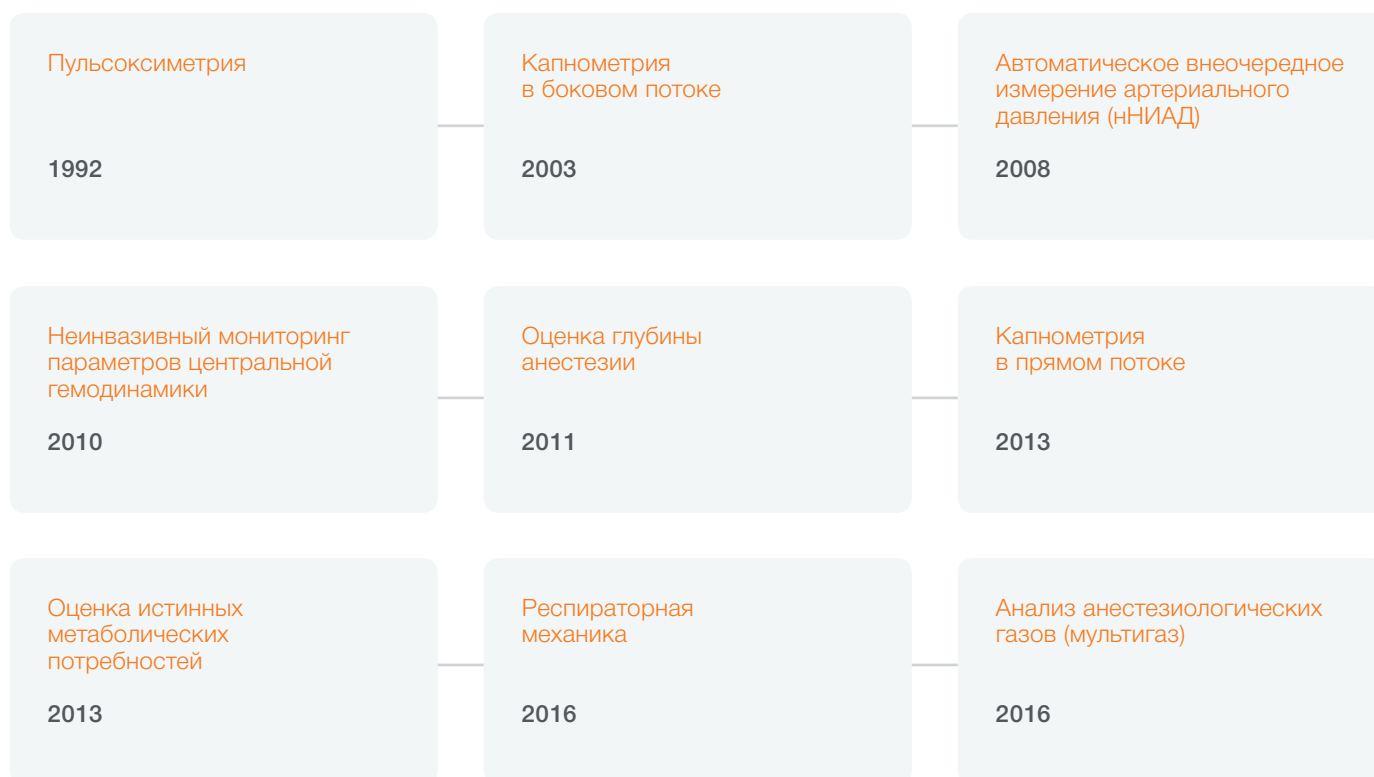 Пульсоксиметрия
1992
Капнометрия
в боковом потоке
2003
Автоматическое внеочередное
измерение артериального
давления (нНИАД)
2008
Неинвазивный мониторинг
параметров центральной
гемодинамики
2010
Оценка глубины
анестезии
2011
Капнометрия
в прямом потоке
2013
Оценка истинных
метаболических
потребностей
2013
Респираторная
механика
2016
Анализ анестезиологических
газов (мультигаз)
2016